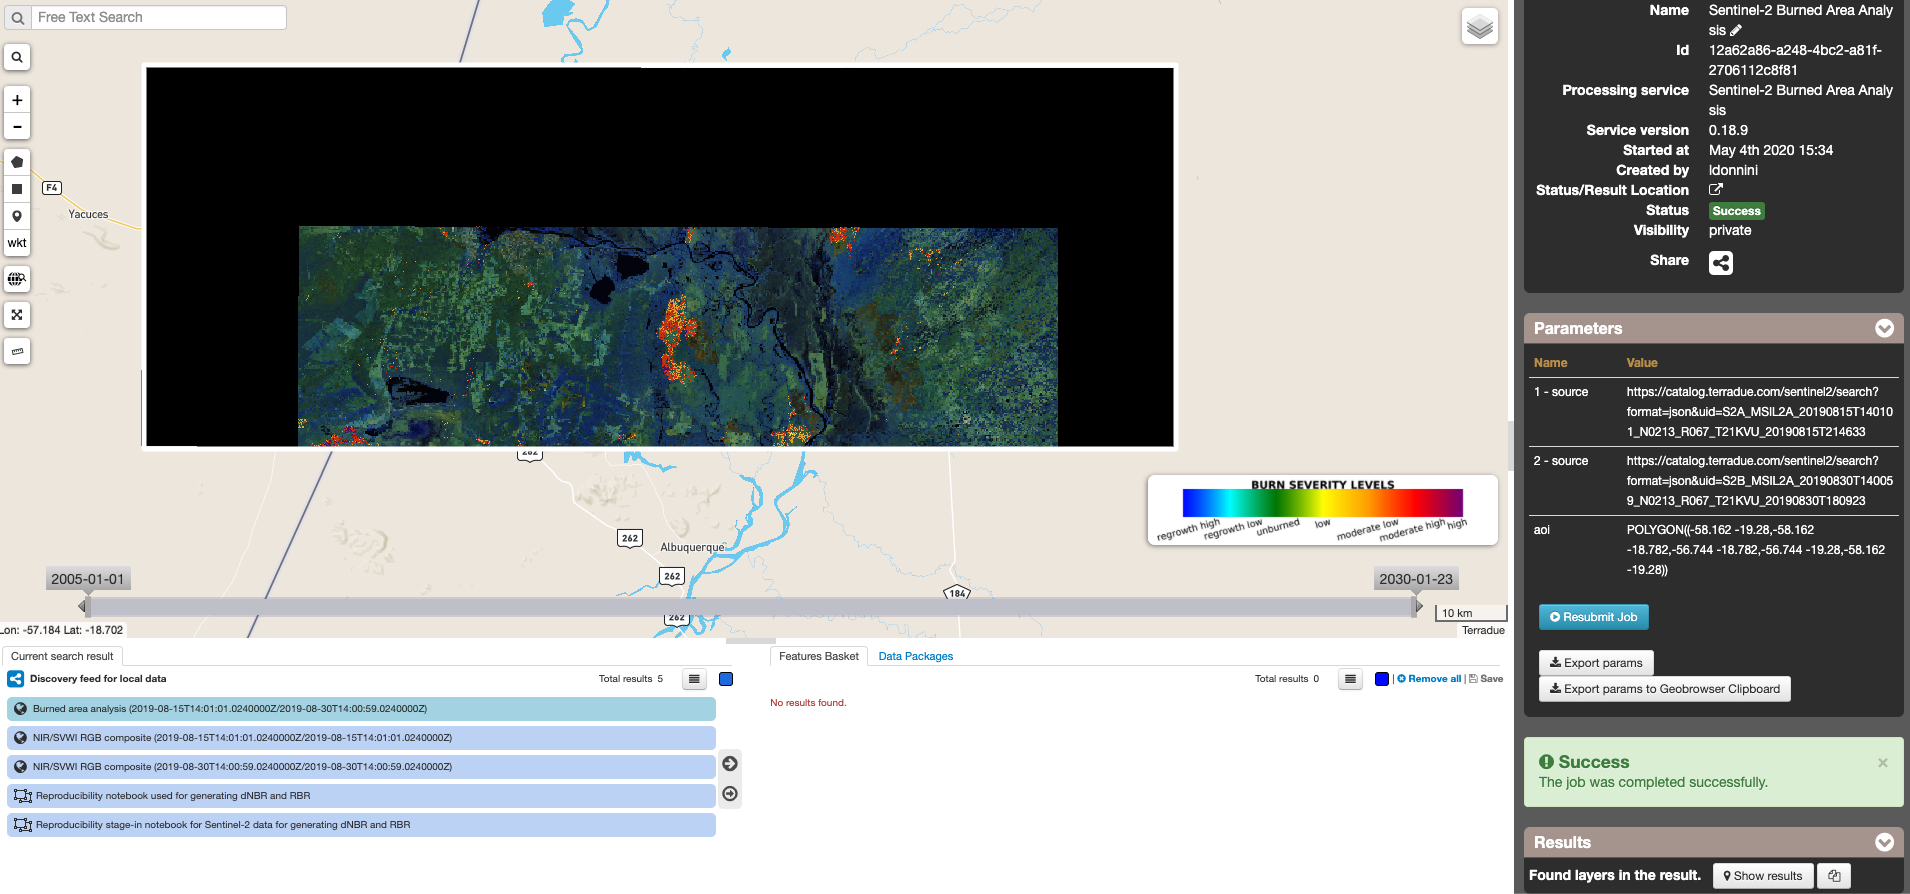 Free Text Search
wkt
F4
Yacuces
262
262
Albuquerque
262
262
184
BURN SEVERITY LEVELS
regrowth high
regrowth low
unburned
low
moderate low
moderate high
high
2005-01-01
2030-01-23
10 km
Lon: -57.184 Lat: -18.702
Terradue
Current search result
Discovery feed for local data
Total results 5
Burned area analysis (2019-08-15T14:01:01.0240000Z/2019-08-30T14:00:59.0240000Z)
NIR/SVWI RGB composite (2019-08-15T14:01:01.0240000Z/2019-08-15T14:01:01.0240000Z)
NIR/SVWI RGB composite (2019-08-30T14:00:59.0240000Z/2019-08-30T14:00:59.0240000Z)
Reproducibility notebook used for generating dNBR and RBR
Reproducibility stage-in notebook for Sentinel-2 data for generating dNBR and RBR
Features Basket Data Packages
Total results 0 | Remove all | Save
No results found.
Name Sentinel-2 Burned Area Analy
sis
Id 12a62a86-a248-4bc2-a81f-
2706112c8f81
Processing service Sentinel-2 Burned Area Analy
sis
Service version 0.18.9
Started at May 4th 2020 15:34
Created by ldonnini
Status/Result Location
Status Success
Visibility private
Share
Parameters
Name Value
1 - source https://catalog.terradue.com/sentinel2/search?
format=json&uid=S2A_MSIL2A_20190815T14010
1_N0213_R067_T21KVU_20190815T214633
2 - source https://catalog.terradue.com/sentinel2/search?
format=json&uid=S2B_MSIL2A_20190830T14005
9_N0213_R067_T21KVU_20190830T180923
aoi POLYGON((-58.162 -19.28,-58.162
-18.782,-56.744 -18.782,-56.744 -19.28,-58.162
-19.28))
Resubmit Job
Export params
Export params to Geobrowser Clipboard
Success ×
The job was completed successfully.
Results
Found layers in the result. Show results